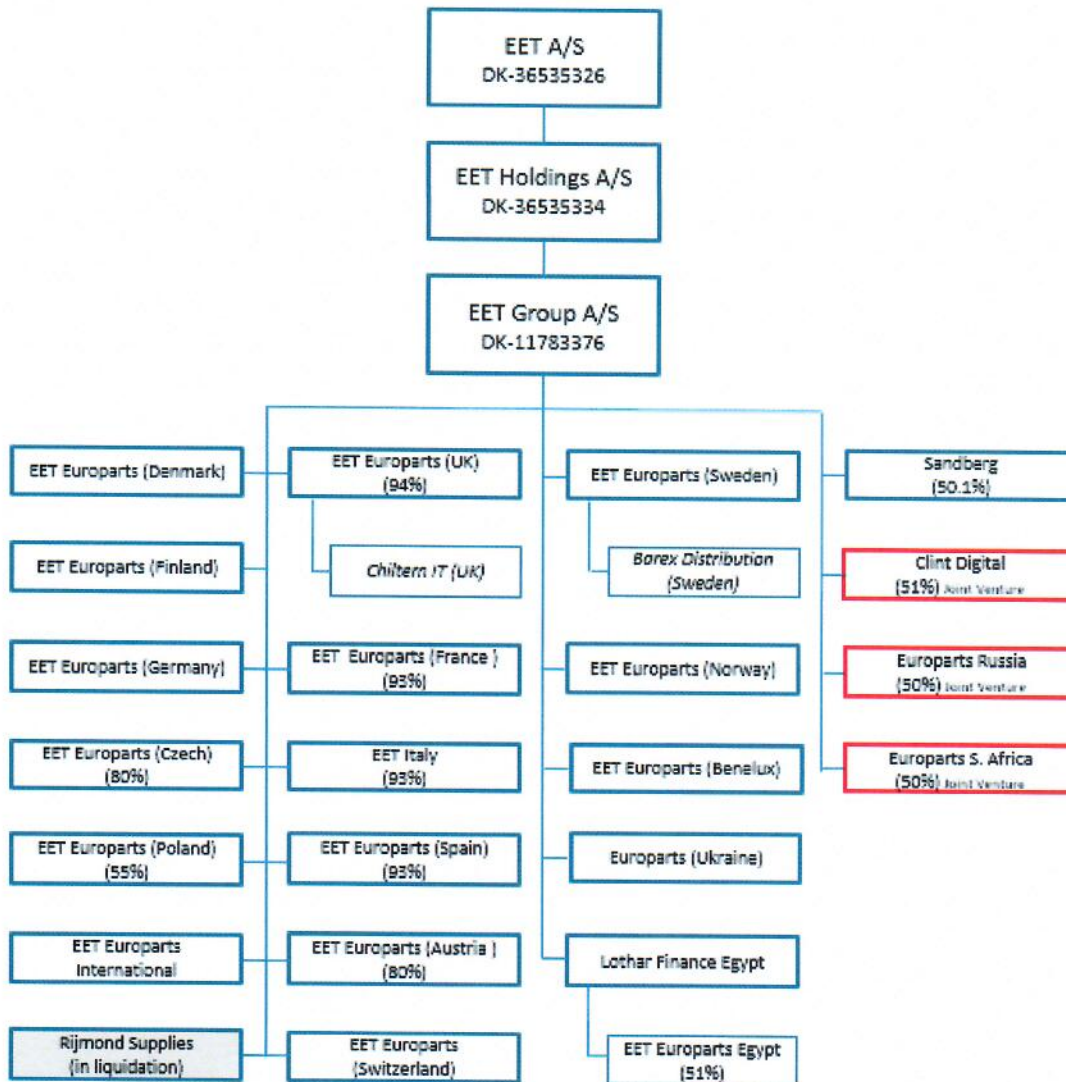 EET A/S
DK-36535326
EET Holdings A/S
DK-36535334
EET Group A/S
DK-11783376
EET Europarts (Denmark)
EET Europarts (UK)
(94%)
EET Europarts (Sweden)
Sandberg
(50.1%)
EET Europarts (Finland)
Chiltern IT (UK)
Borex Distribution
(Sweden)
Clint Digital
(51%) Joint Venture
EET Europarts (Germany)
EET Europarts (France )
(93%)
EET Europarts (Norway)
Europarts Russia
(50%) Joint Venture
EET Europarts (Czech)
(80%)
EET Italy
(93%)
EET Europarts (Benelux)
Europarts S. Africa
(50%) Joint Venture
EET Europarts (Poland)
(55%)
EET Europarts (Spain)
(93%)
Europarts (Ukraine)
EET Europarts
International
EET Europarts (Austria )
(80%)
Lothar Finance Egypt
Rijmond Supplies
(in liquidation)
EET Europarts
(Switzerland)
EET Europarts Egypt
(51%)